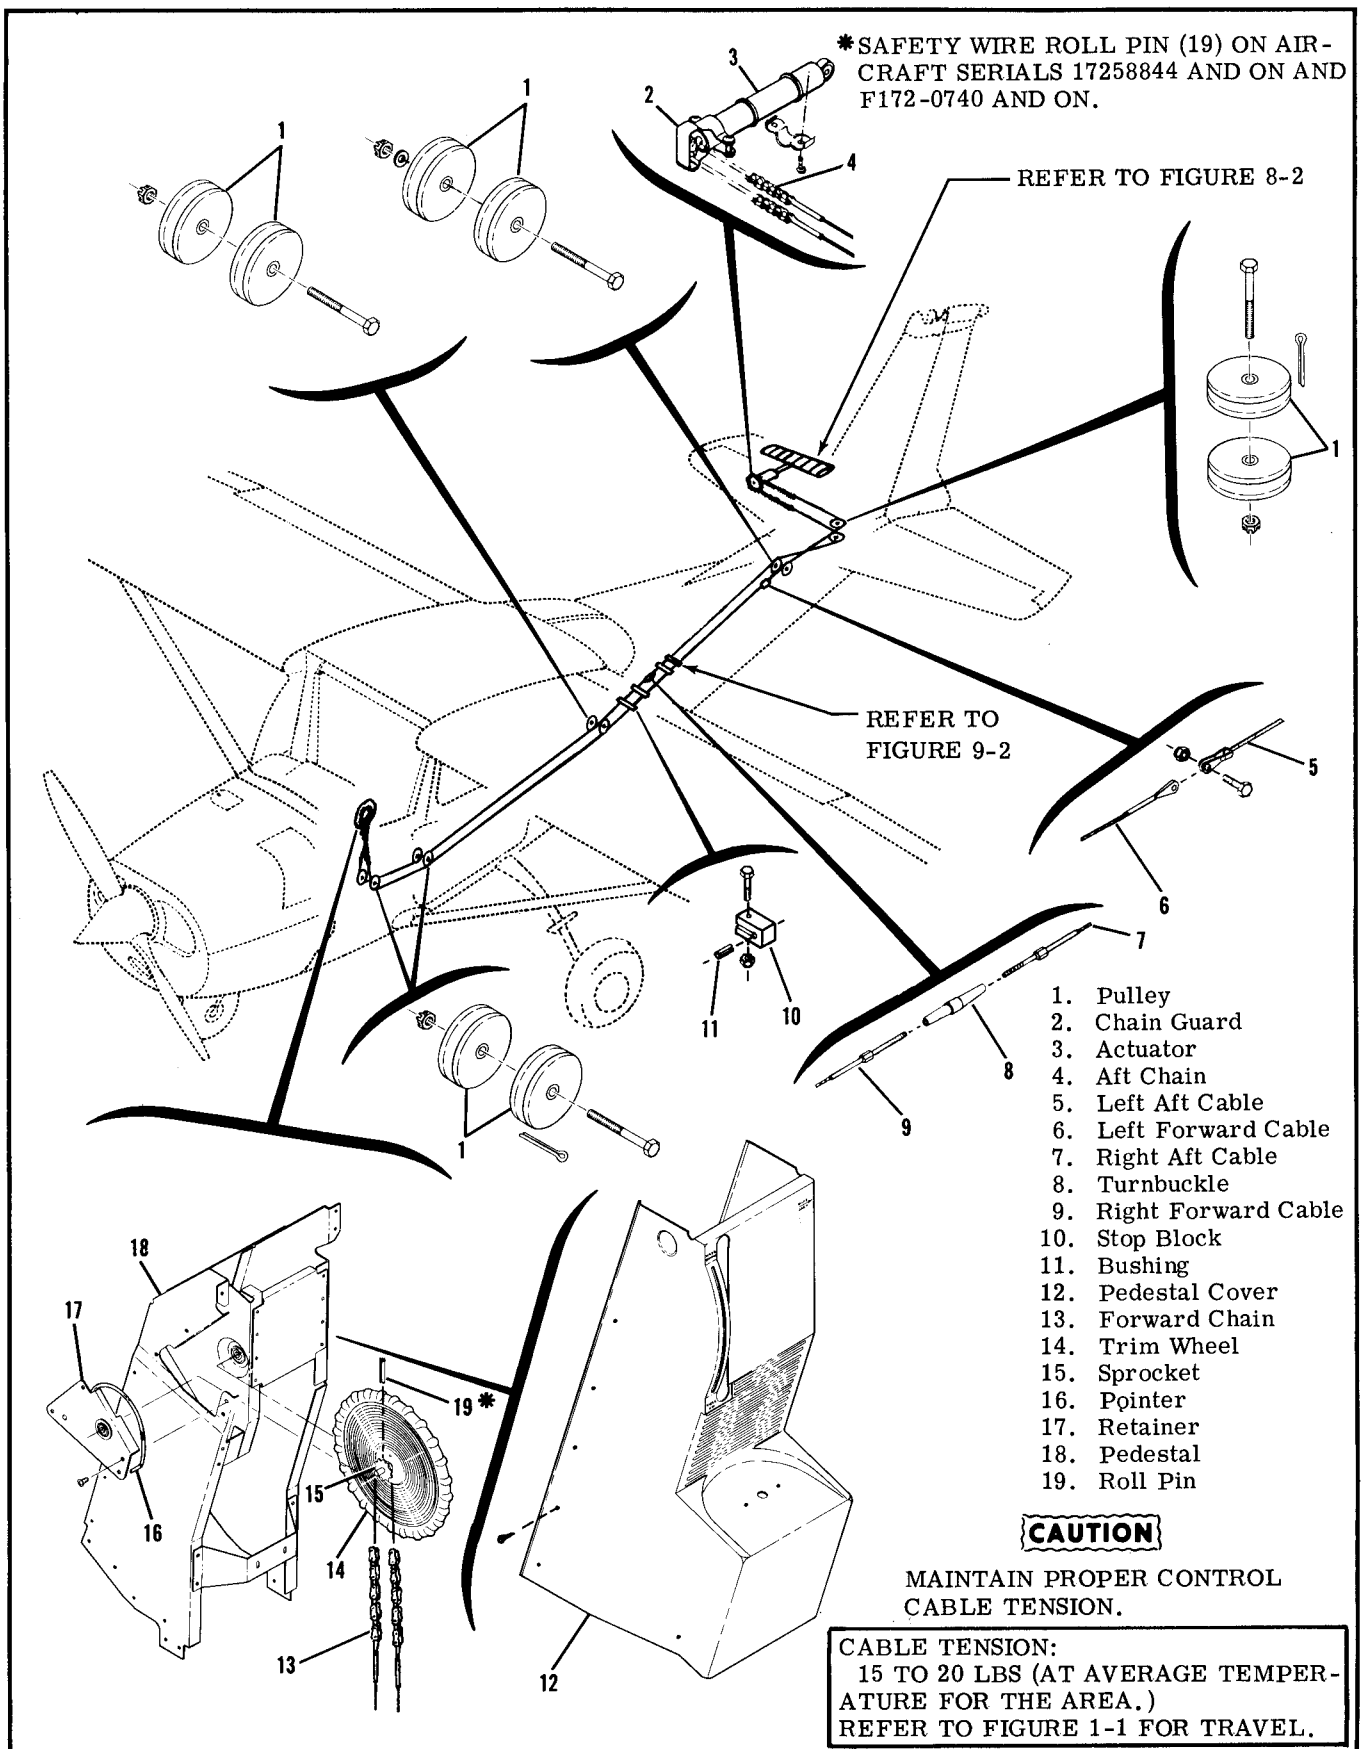 *SAFETY WIRE ROLL PIN (19) ON AIR-
CRAFT SERIALS 17258844 AND ON AND
F172-0740 AND ON.
1
1
2
3
4
REFER TO FIGURE 8-2
1
REFER TO
FIGURE 9-2
5
6
7
8
9
10
11
1
1. Pulley
2. Chain Guard
3. Actuator
4. Aft Chain
5. Left Aft Cable
6. Left Forward Cable
7. Right Aft Cable
8. Turnbuckle
9. Right Forward Cable
10. Stop Block
11. Bushing
12. Pedestal Cover
13. Forward Chain
14. Trim Wheel
15. Sprocket
16. Pointer
17. Retainer
18. Pedestal
19. Roll Pin
18
17
19*
15
16
14
13
12
CAUTION
MAINTAIN PROPER CONTROL
CABLE TENSION.
CABLE TENSION:
15 TO 20 LBS (AT AVERAGE TEMPER-
ATURE FOR THE AREA.)
REFER TO FIGURE 1-1 FOR TRAVEL.